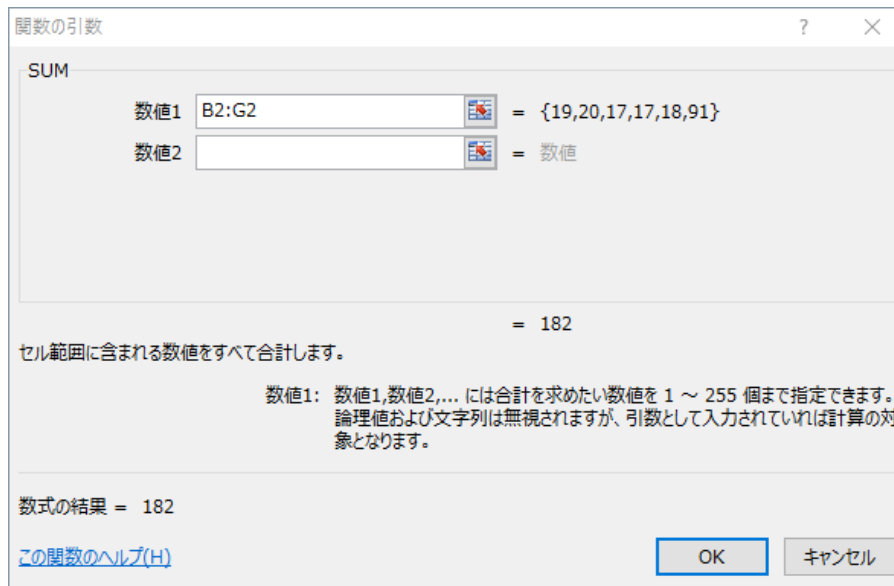 関数の引数
SUM
数値1 B2:G2 = {19,20,17,17,18,91}
数値2 = 数値
= 182
セル範囲に含まれる数値をすべて合計します。
数値1: 数値1,数値2,... には合計を求めたい数値を 1 ～ 255 個まで指定できます。
論理値および文字列は無視されますが、引数として入力されていれば計算の対
象となります。
数式の結果 = 182
この関数のヘルプ(H)
OK キャンセル